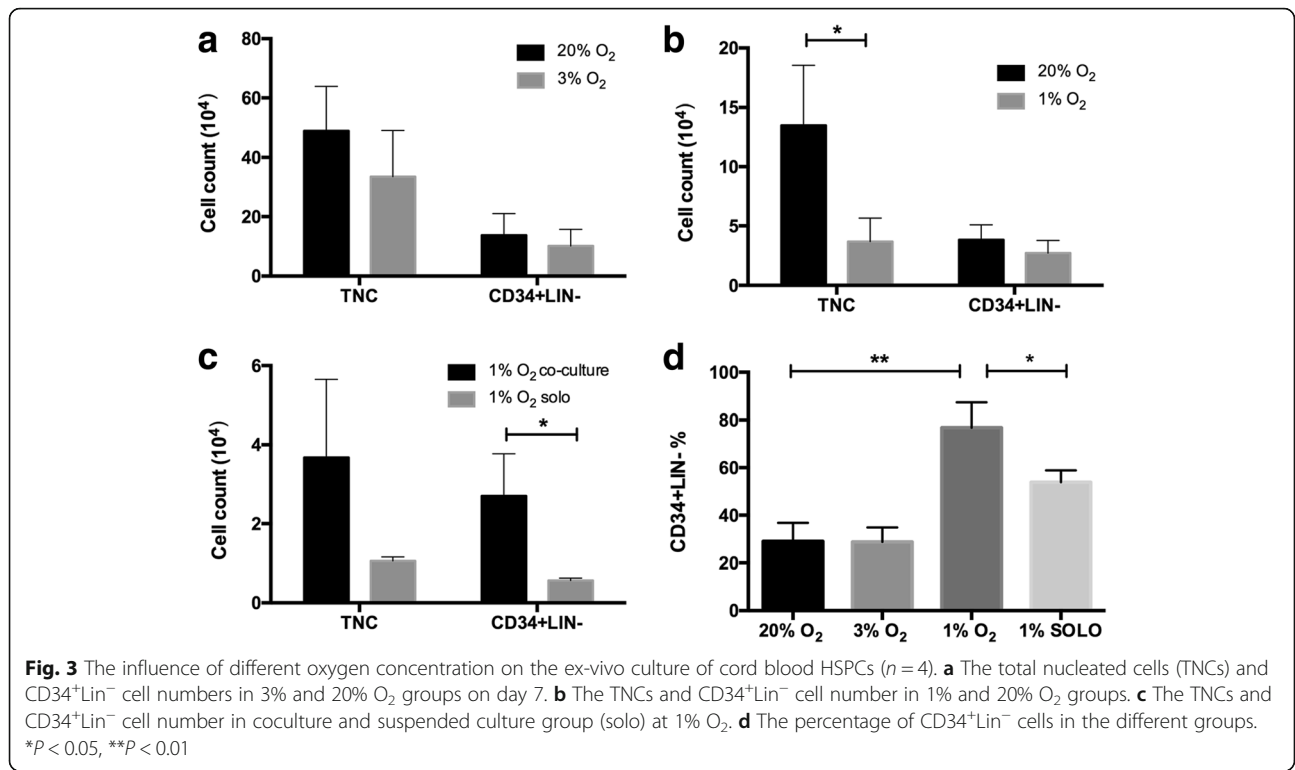 a
80
60
40
20
0
Cell count (10⁴)
20% O₂
3% O₂
TNC
CD34+LIN-
b
20
15
10
5
0
Cell count (10⁴)
*
20% O₂
1% O₂
TNC
CD34+LIN-
c
6
4
2
0
Cell count (10⁴)
1% O₂ co-culture
1% O₂ solo
*
TNC
CD34+LIN-
d
100
80
60
40
20
0
CD34+LIN- %
**
*
20% O₂
3% O₂
1% O₂
1% SOLO
Fig. 3 The influence of different oxygen concentration on the ex-vivo culture of cord blood HSPCs (n = 4). a The total nucleated cells (TNCs) and
CD34⁺Lin⁻ cell numbers in 3% and 20% O₂ groups on day 7. b The TNCs and CD34⁺Lin⁻ cell number in 1% and 20% O₂ groups. c The TNCs and
CD34⁺Lin⁻ cell number in coculture and suspended culture group (solo) at 1% O₂. d The percentage of CD34⁺Lin⁻ cells in the different groups.
*P < 0.05, **P < 0.01